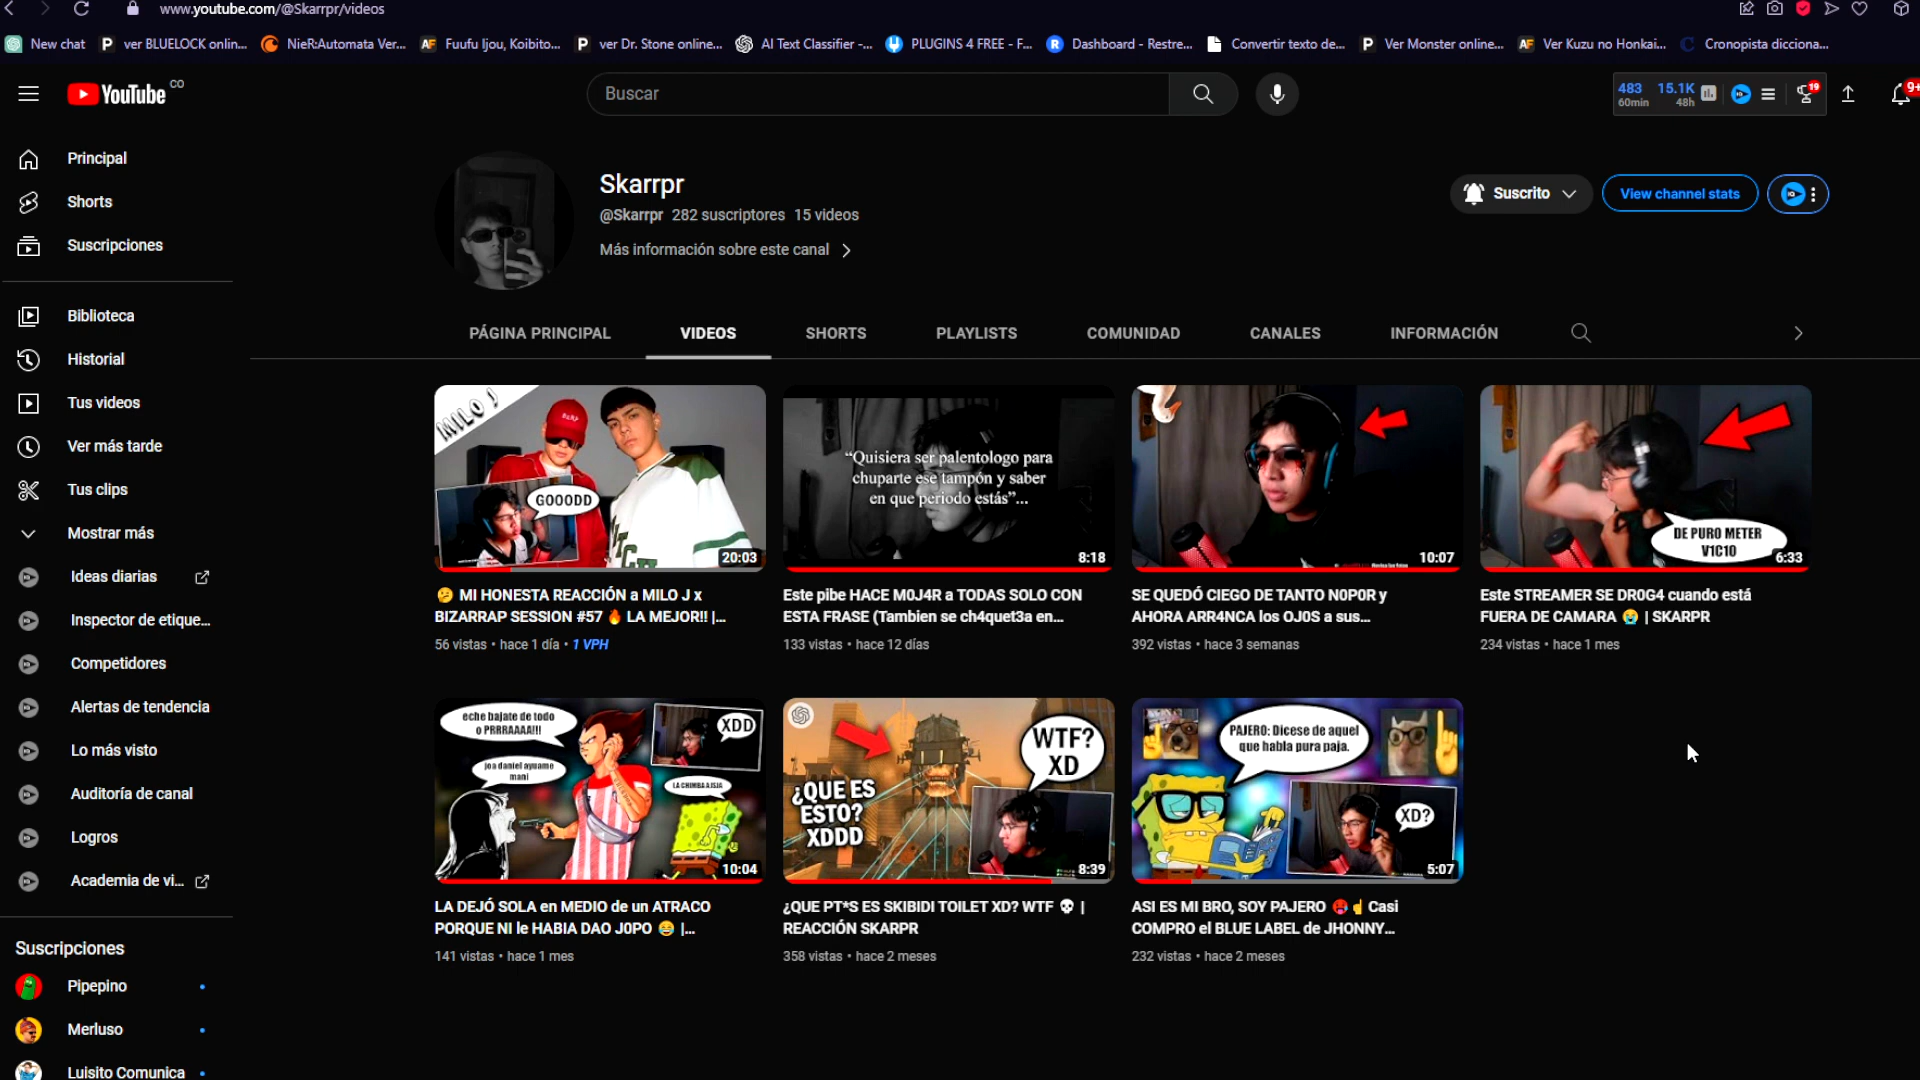 www.youtube.com/@Skarrpr/videos
New chat
ver BLUELOCK onlin...
NieR:Automata Ver...
Fuufu Ijou, Koibito...
ver Dr. Stone online...
AI Text Classifier -...
PLUGINS 4 FREE - F...
Dashboard - Restre...
Convertir texto de...
Ver Monster online...
Ver Kuzu no Honkai...
Cronopista dicciona...
YouTube CO
Buscar
483 60min
15.1K 48h
19
9+
Principal
Shorts
Suscripciones
Biblioteca
Historial
Tus videos
Ver más tarde
Tus clips
Mostrar más
Ideas diarias
Inspector de etique...
Competidores
Alertas de tendencia
Lo más visto
Auditoría de canal
Logros
Academia de vi...
Suscripciones
Pipepino
Merluso
Luisito Comunica
Skarrpr
@Skarrpr 282 suscriptores 15 videos
Más información sobre este canal
Suscrito
View channel stats
PÁGINA PRINCIPAL
VIDEOS
SHORTS
PLAYLISTS
COMUNIDAD
CANALES
INFORMACIÓN
MILO J
GOOODD
20:03
🤔 MI HONESTA REACCIÓN a MILO J x
BIZARRAP SESSION #57 🔥 LA MEJOR!! |...
56 vistas • hace 1 día • 1 VPH
“Quisiera ser palentologo para
chuparte ese tampón y saber
en que periodo estás”...
8:18
Este pibe HACE M0J4R a TODAS SOLO CON
ESTA FRASE (Tambien se ch4quet3a en...
133 vistas • hace 12 días
10:07
SE QUEDÓ CIEGO DE TANTO N0P0R y
AHORA ARR4NCA los OJ0S a sus...
392 vistas • hace 3 semanas
DE PURO METER
V1C10
6:33
Este STREAMER SE DR0G4 cuando está
FUERA DE CAMARA 😭 | SKARPR
234 vistas • hace 1 mes
eche bajate de todo
o PRRRAAAA!!!
joa daniel ayuame
mani
XDD
LA CHIMBA AJSJA
10:04
LA DEJÓ SOLA en MEDIO de un ATRACO
PORQUE NI le HABIA DAO J0PO 😂 |...
141 vistas • hace 1 mes
¿QUE ES
ESTO?
XDDD
WTF?
XD
8:39
¿QUE PT*S ES SKIBIDI TOILET XD? WTF 💀 |
REACCIÓN SKARPR
358 vistas • hace 2 meses
PAJERO: Dicese de aquel
que habla pura paja.
XD?
5:07
ASI ES MI BRO, SOY PAJERO 🥵☝ Casi
COMPRO el BLUE LABEL de JHONNY...
232 vistas • hace 2 meses